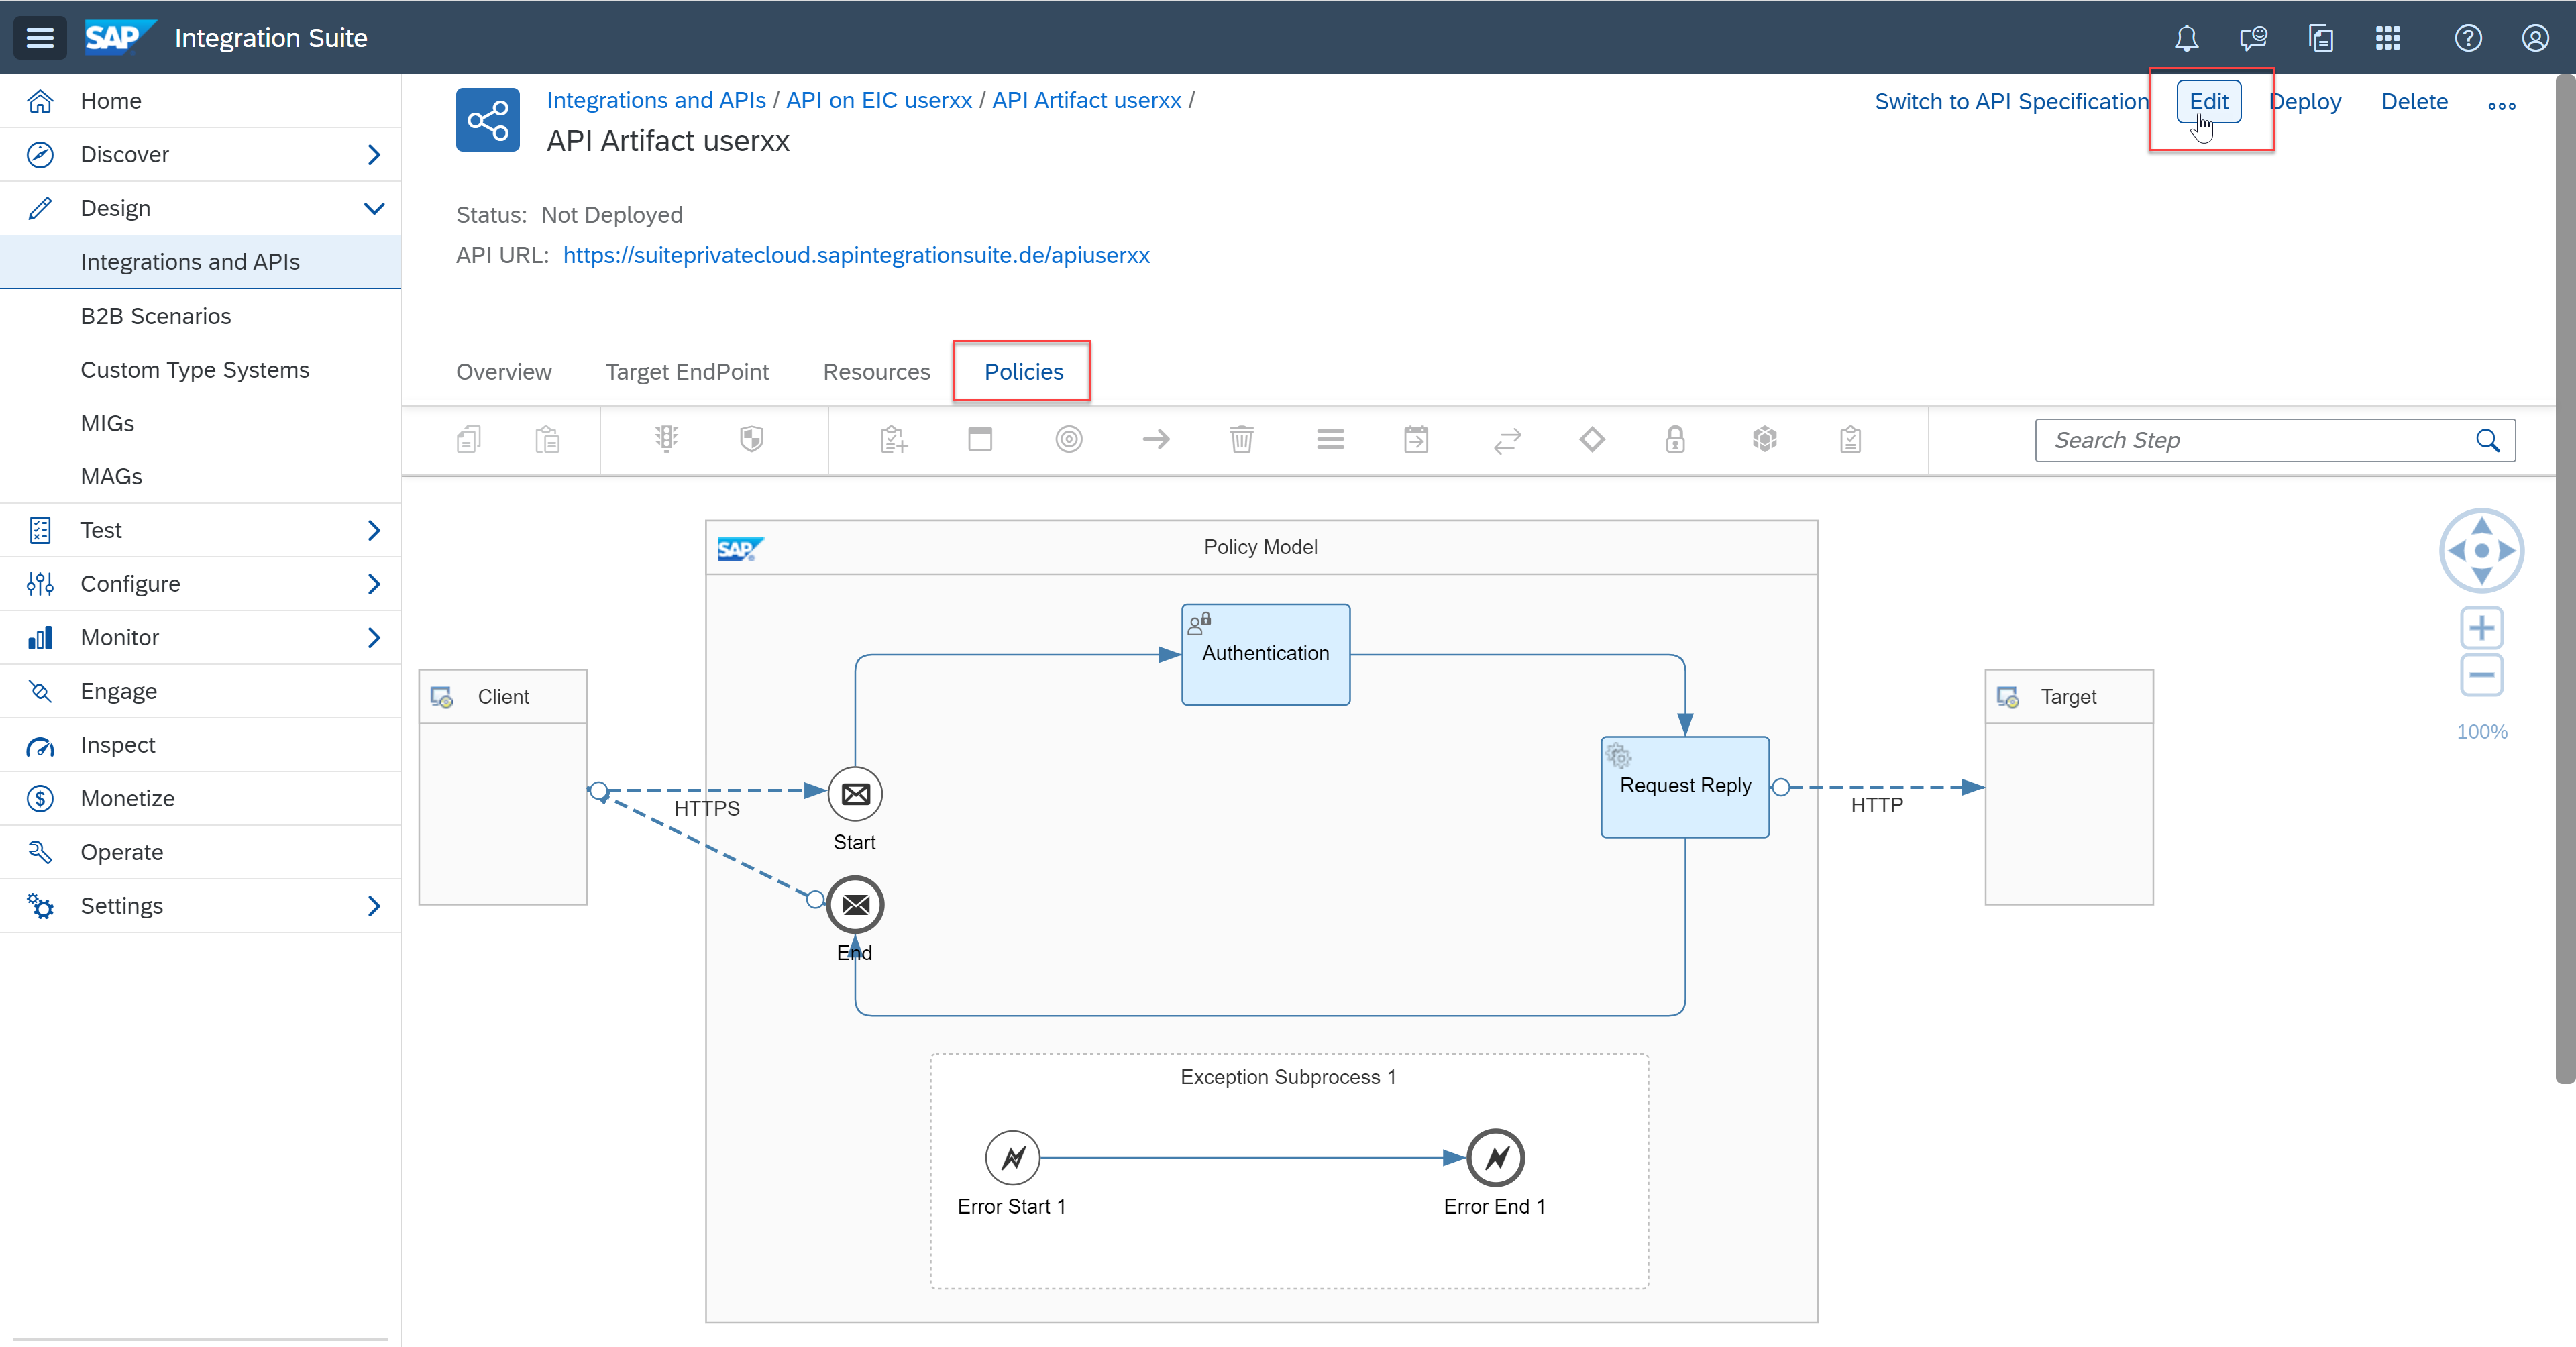 SAP Integration Suite
Home
Discover
Design
Integrations and APIs
B2B Scenarios
Custom Type Systems
MIGs
MAGs
Test
Configure
Monitor
Engage
Inspect
Monetize
Operate
Settings
Integrations and APIs / API on EIC userxx / API Artifact userxx /
API Artifact userxx
Switch to API Specification Edit Deploy Delete
Status: Not Deployed
API URL: https://suiteprivatecloud.sapintegrationsuite.de/apiuserxx
Overview Target EndPoint Resources Policies
Search Step
SAP Policy Model
Authentication
Client
Target
Request Reply
HTTPS
HTTP
Start
End
100%
Exception Subprocess 1
Error Start 1
Error End 1